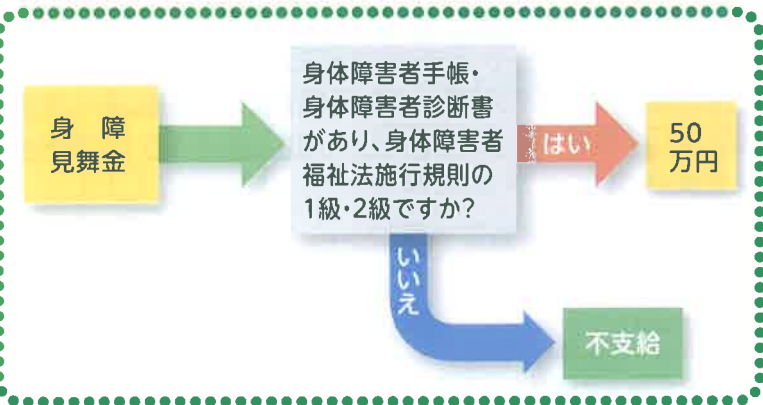 身　障
見舞金
身体障害者手帳・
身体障害者診断書
があり、身体障害者
福祉法施行規則の
1級・2級ですか?
はい
50
万円
いいえ
不支給